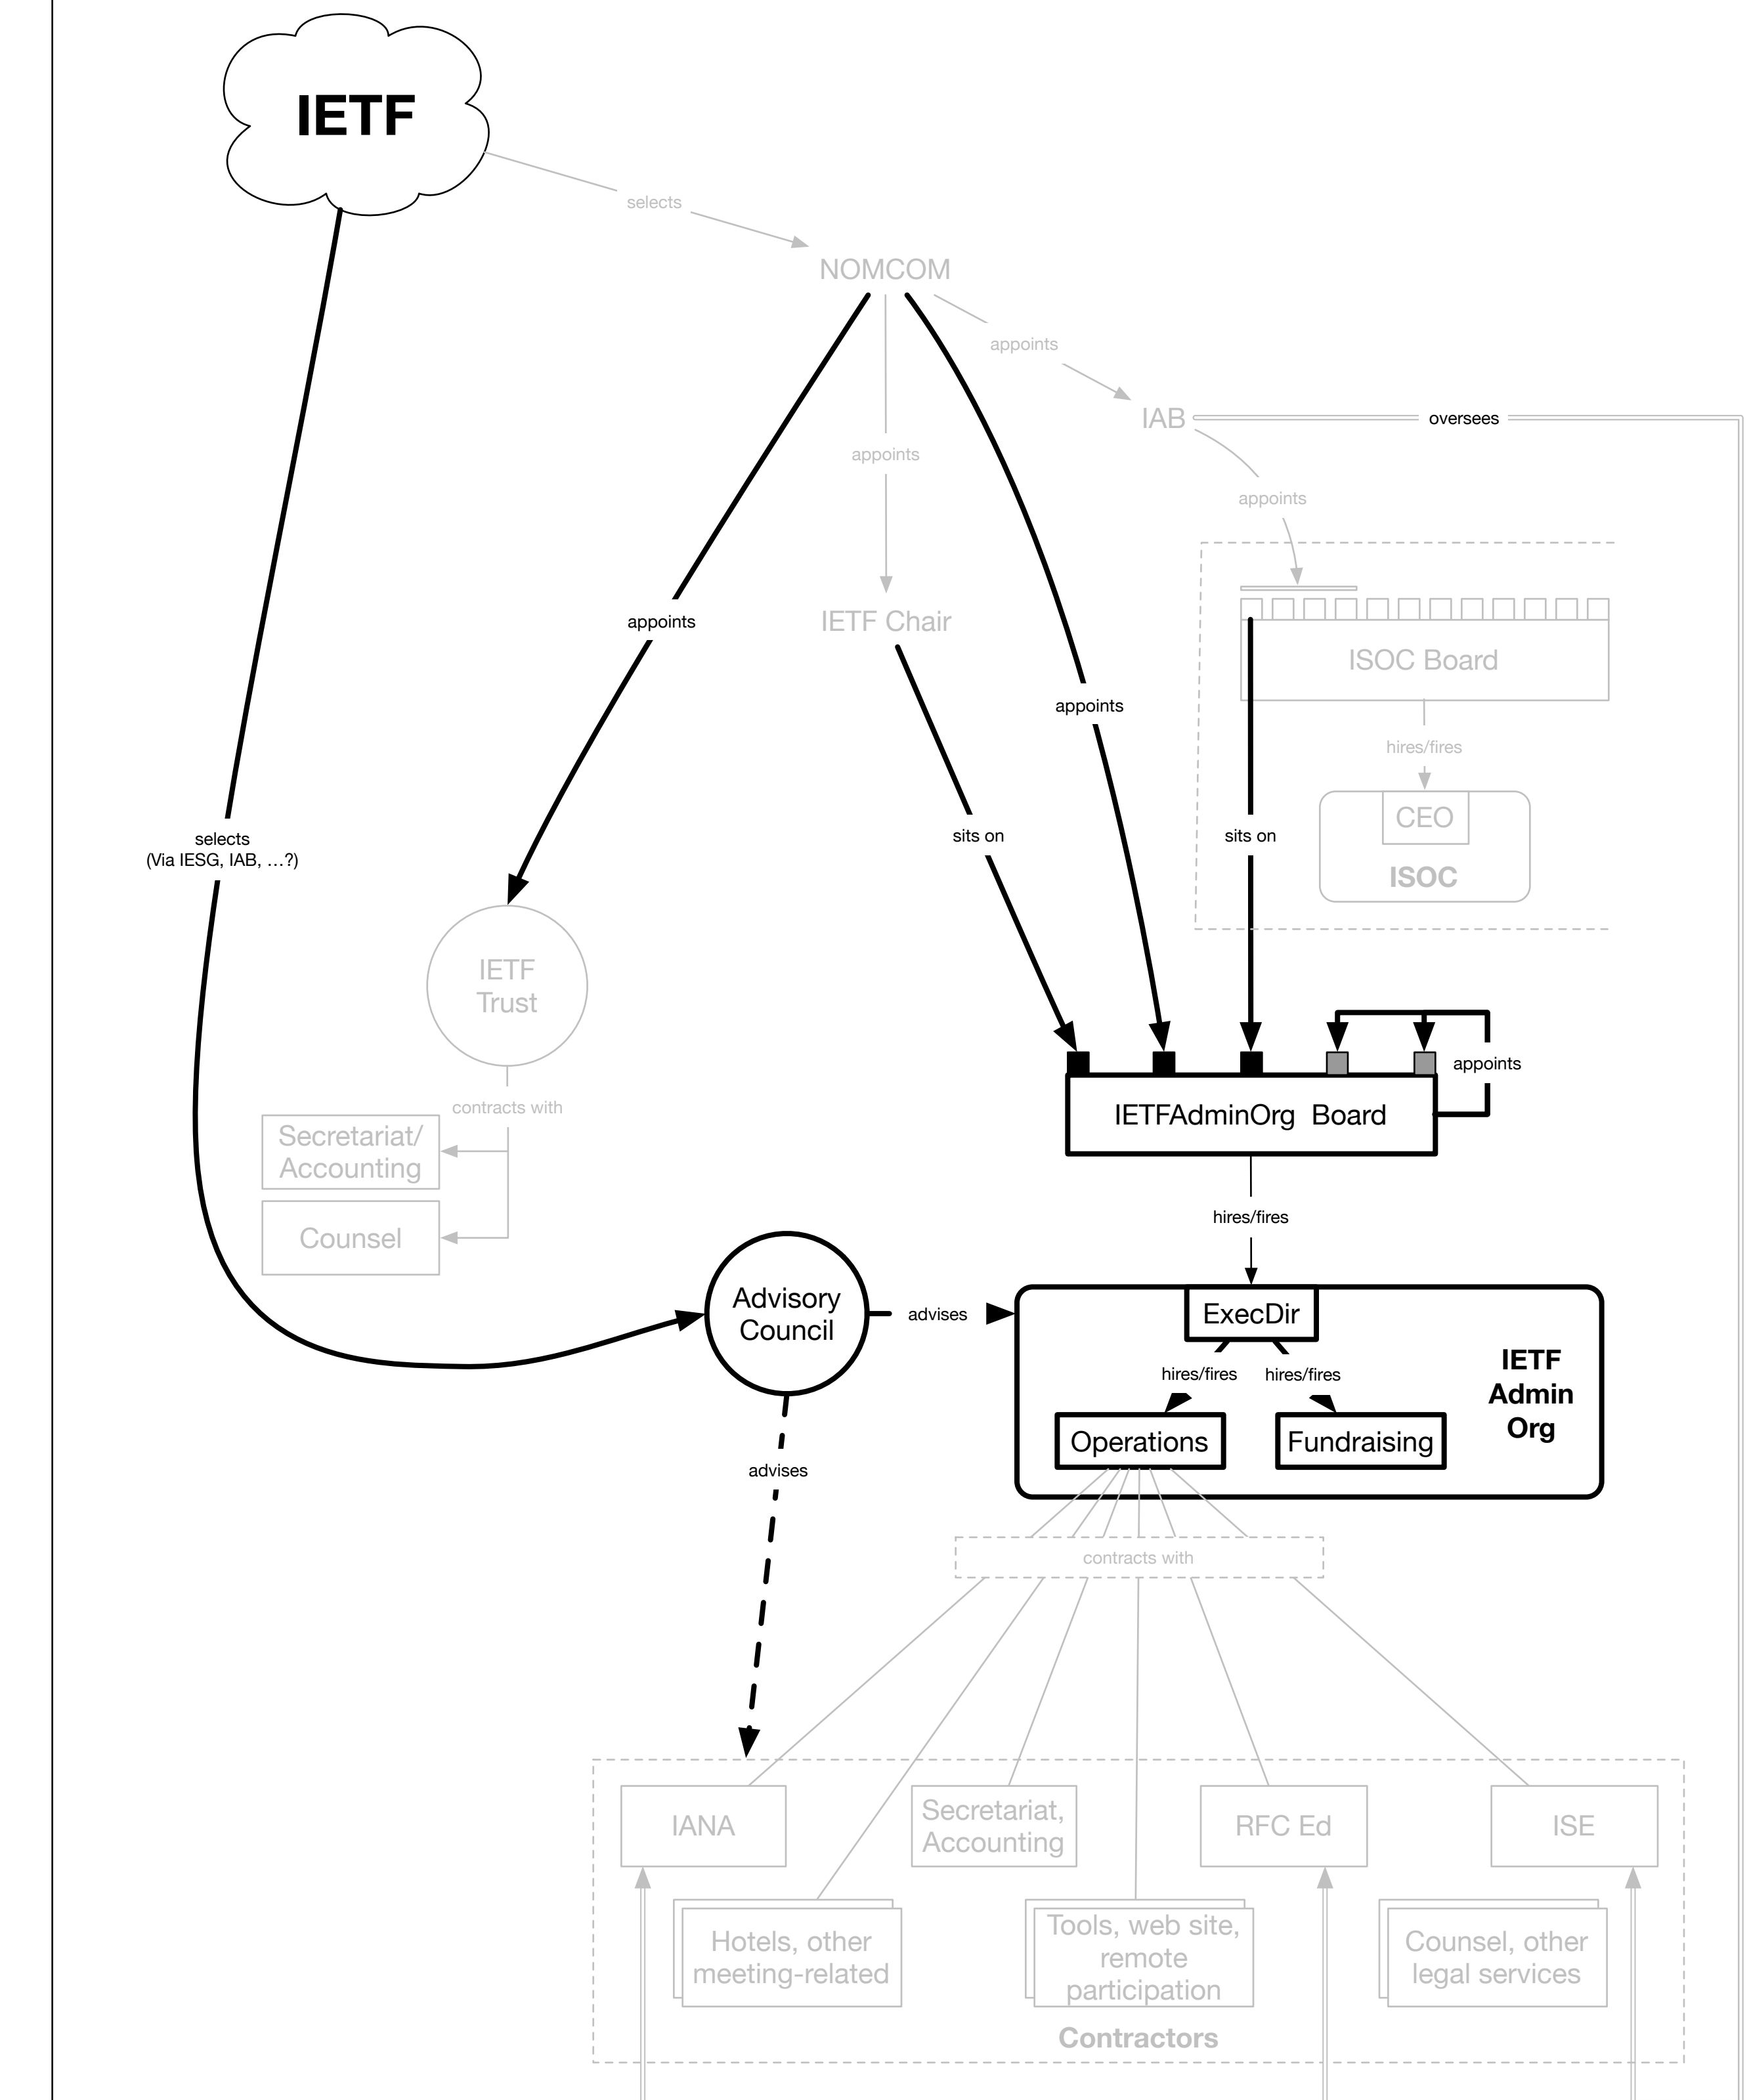 IETF
selects
NOMCOM
appoints
IAB
oversees
appoints
appoints
appoints
IETF Chair
ISOC Board
appoints
hires/fires
CEO
ISOC
selects
(Via IESG, IAB, …?)
sits on
sits on
IETF
Trust
appoints
contracts with
Secretariat/
Accounting
Counsel
IETFAdminOrg Board
hires/fires
Advisory
Council
advises
ExecDir
hires/fires
hires/fires
IETF
Admin
Org
Operations
Fundraising
advises
contracts with
IANA
Secretariat,
Accounting
RFC Ed
ISE
Hotels, other
meeting-related
Tools, web site,
remote
participation
Counsel, other
legal services
Contractors